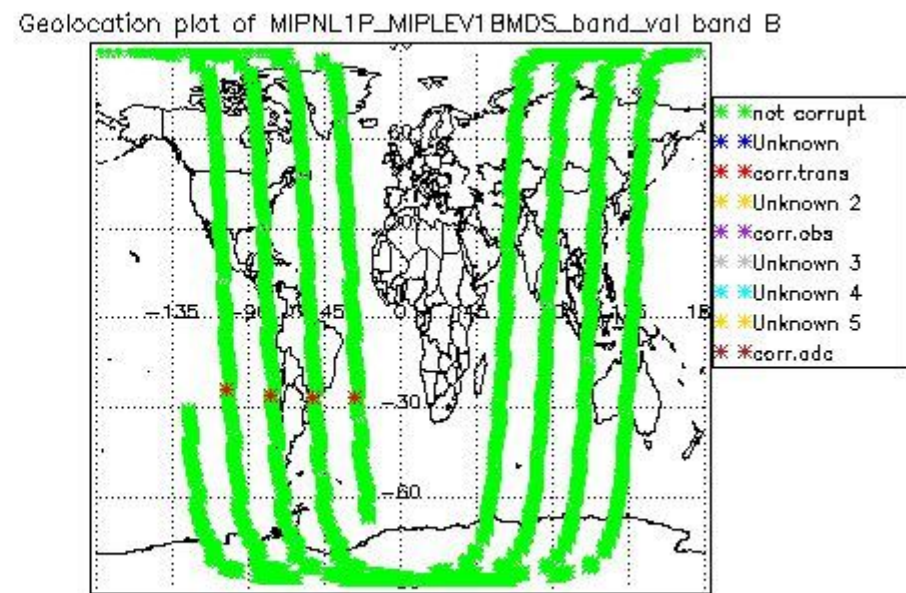 Geolocation plot of MIPNL1P_MIPLEV1BMDS_band_val band B
not corrupt
Unknown
corr.trans
Unknown 2
corr.obs
Unknown 3
Unknown 4
Unknown 5
corr.adc
60
-135
-90
-45
0
45
-30
-60